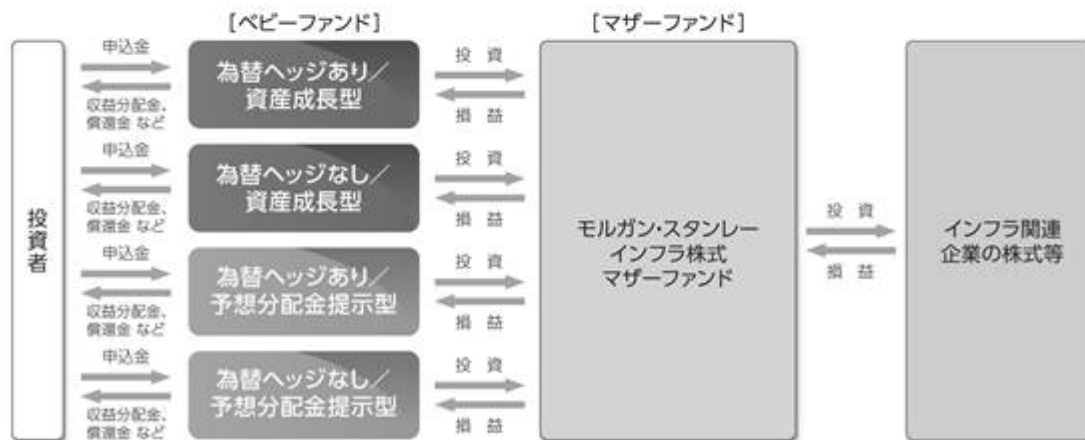 [ベビーファンド]
[マザーファンド]
投資者
申込金
収益分配金、
償還金 など
為替ヘッジあり／
資産成長型
投 資
損 益
申込金
収益分配金、
償還金 など
為替ヘッジなし／
資産成長型
投 資
損 益
申込金
収益分配金、
償還金 など
為替ヘッジあり／
予想分配金提示型
投 資
損 益
申込金
収益分配金、
償還金 など
為替ヘッジなし／
予想分配金提示型
投 資
損 益
モルガン・スタンレー
インフラ株式
マザーファンド
投 資
損 益
インフラ関連
企業の株式等